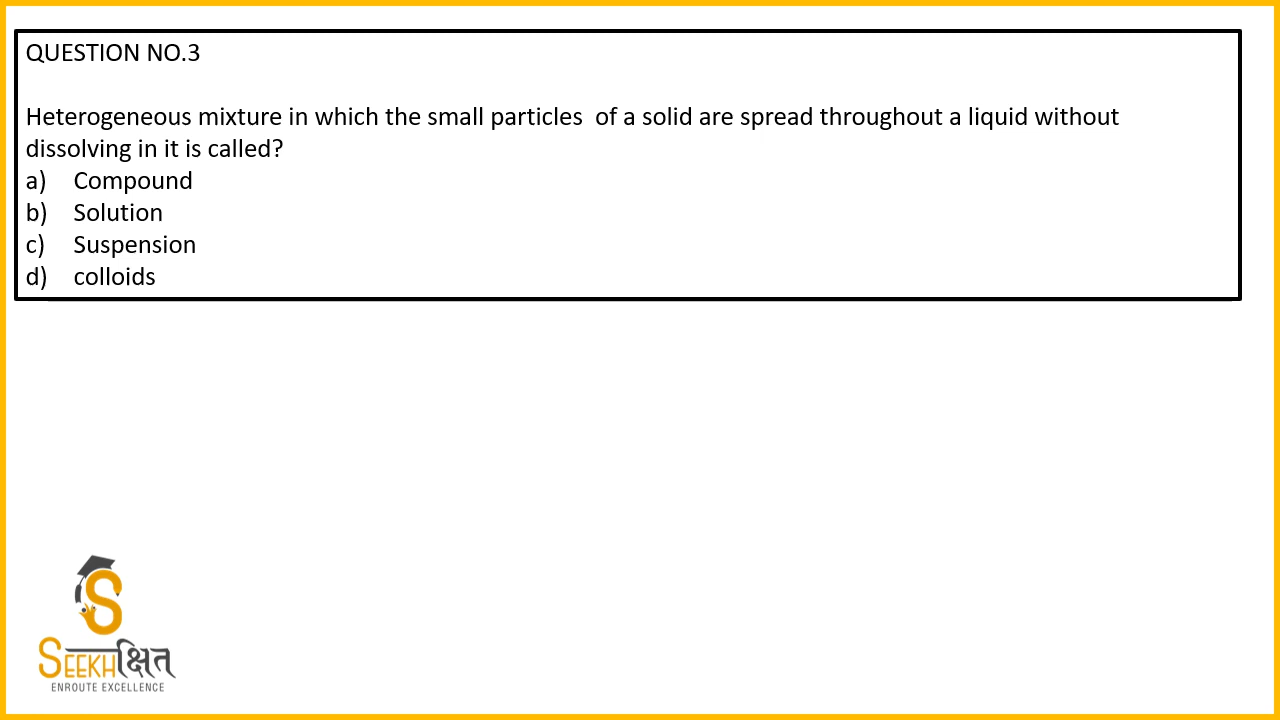 QUESTION NO.3
Heterogeneous mixture in which the small particles  of a solid are spread throughout a liquid without
dissolving in it is called?
a) Compound
b) Solution
c) Suspension
d) colloids
S
SEEKHक्षित
ENROUTE EXCELLENCE